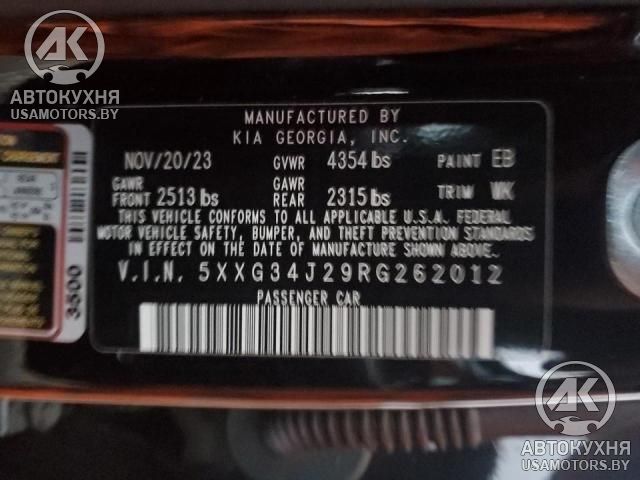 AK
АВТОКУХНЯ
USAMOTORS.BY
MANUFACTURED BY
KIA GEORGIA, INC.
NOV/20/23 GVWR 4354 lbs PAINT EB
GAWR FRONT 2513 lbs GAWR REAR 2315 lbs TRIM WK
THIS VEHICLE CONFORMS TO ALL APPLICABLE U.S.A. FEDERAL
MOTOR VEHICLE SAFETY, BUMPER, AND THEFT PREVENTION STANDARDS
IN EFFECT ON THE DATE OF MANUFACTURE SHOWN ABOVE.
V.I.N. 5XXG34J29RG262012
PASSENGER CAR
3500
AK
АВТОКУХНЯ
USAMOTORS.BY